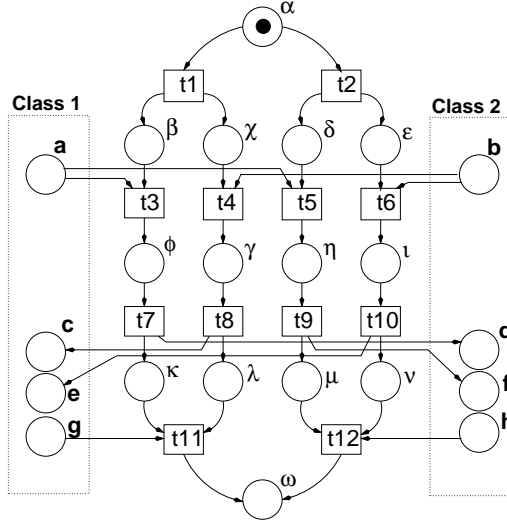 α
t1 t2
Class 1 Class 2
β χ δ ε
a b
t3 t4 t5 t6
ϕ γ η ι
t7 t8 t9 t10
c d
κ λ μ ν
e f
g h
t11 t12
ω